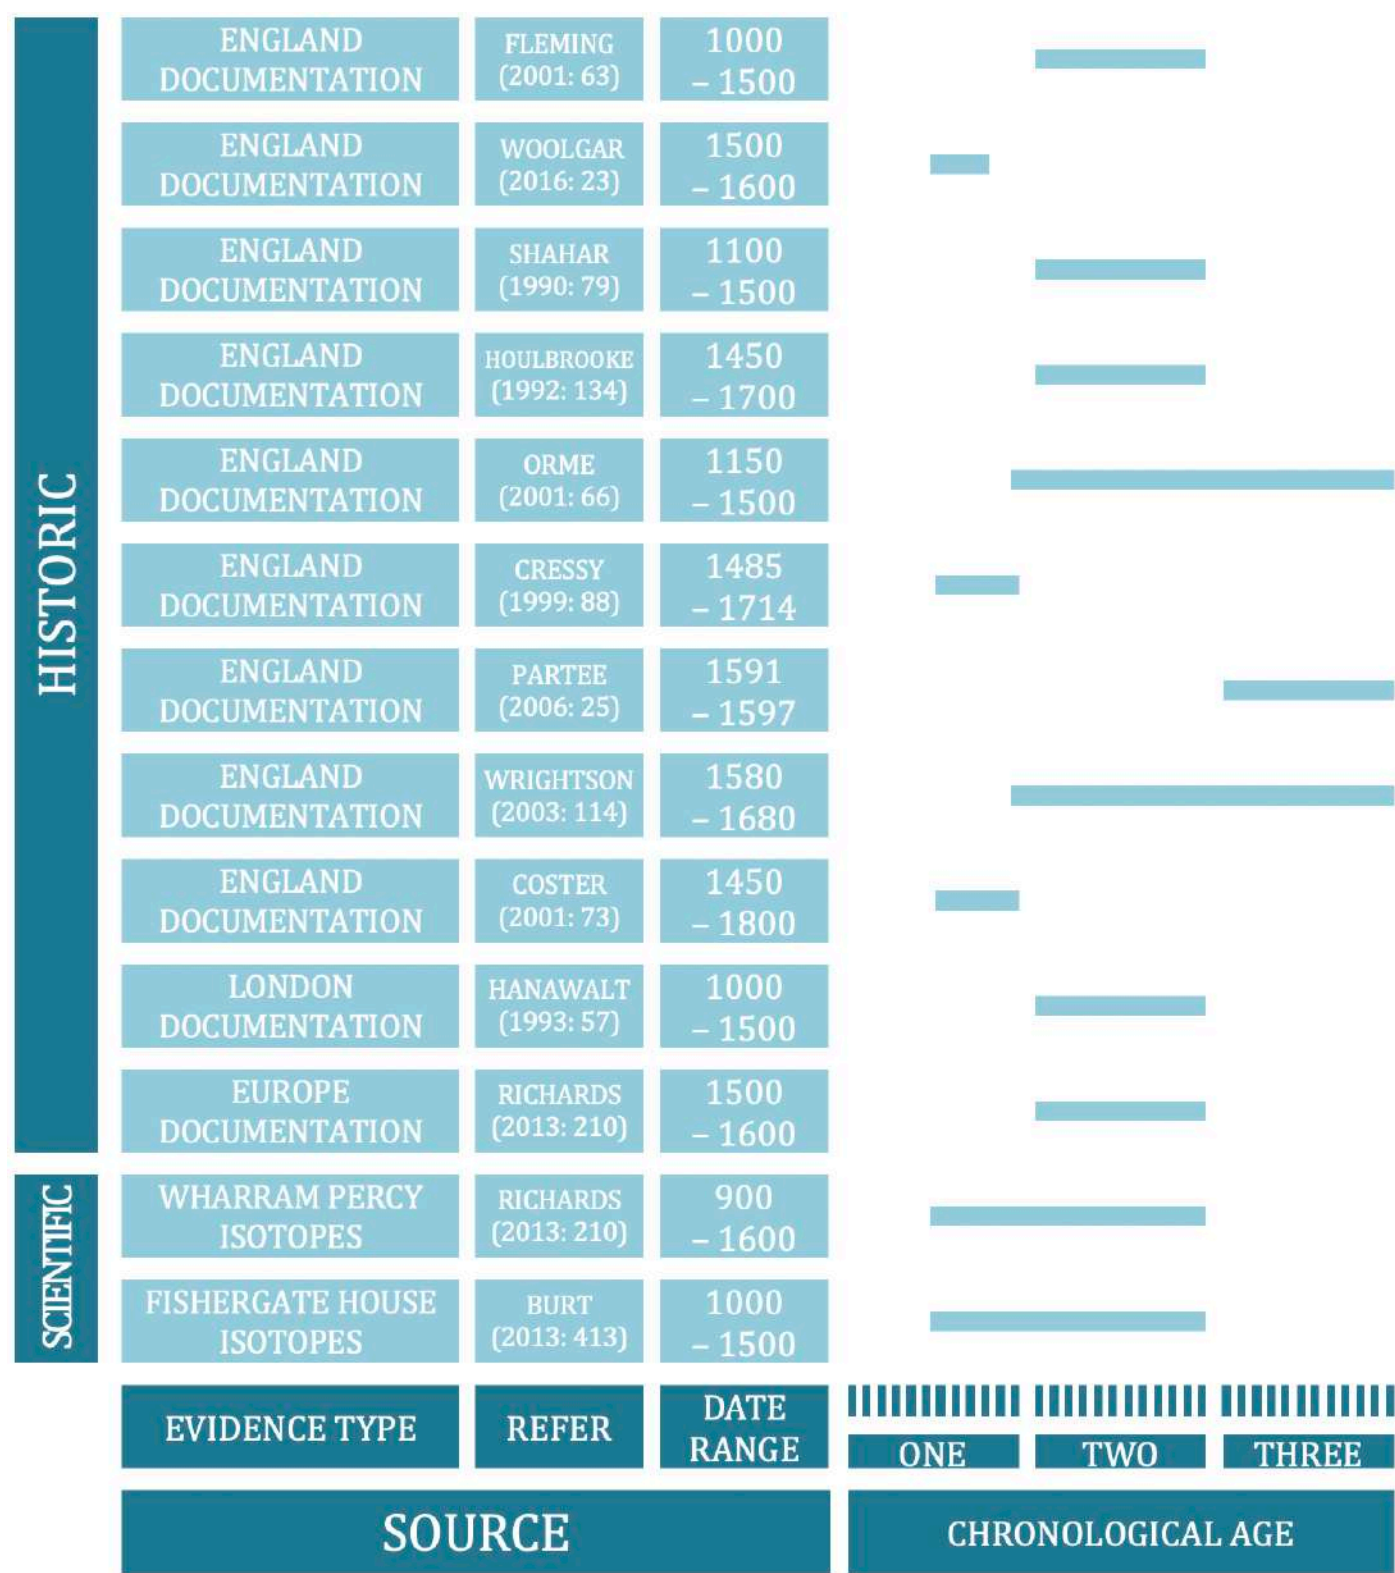 HISTORIC
ENGLAND
DOCUMENTATION
FLEMING
(2001: 63)
1000
– 1500
ENGLAND
DOCUMENTATION
WOOLGAR
(2016: 23)
1500
– 1600
ENGLAND
DOCUMENTATION
SHAHAR
(1990: 79)
1100
– 1500
ENGLAND
DOCUMENTATION
HOULBROOKE
(1992: 134)
1450
– 1700
ENGLAND
DOCUMENTATION
ORME
(2001: 66)
1150
– 1500
ENGLAND
DOCUMENTATION
CRESSY
(1999: 88)
1485
– 1714
ENGLAND
DOCUMENTATION
PARTEE
(2006: 25)
1591
– 1597
ENGLAND
DOCUMENTATION
WRIGHTSON
(2003: 114)
1580
– 1680
ENGLAND
DOCUMENTATION
COSTER
(2001: 73)
1450
– 1800
LONDON
DOCUMENTATION
HANAWALT
(1993: 57)
1000
– 1500
EUROPE
DOCUMENTATION
RICHARDS
(2013: 210)
1500
– 1600
SCIENTIFIC
WHARRAM PERCY
ISOTOPES
RICHARDS
(2013: 210)
900
– 1600
FISHERGATE HOUSE
ISOTOPES
BURT
(2013: 413)
1000
– 1500
EVIDENCE TYPE
REFER
DATE
RANGE
ONE
TWO
THREE
SOURCE
CHRONOLOGICAL AGE